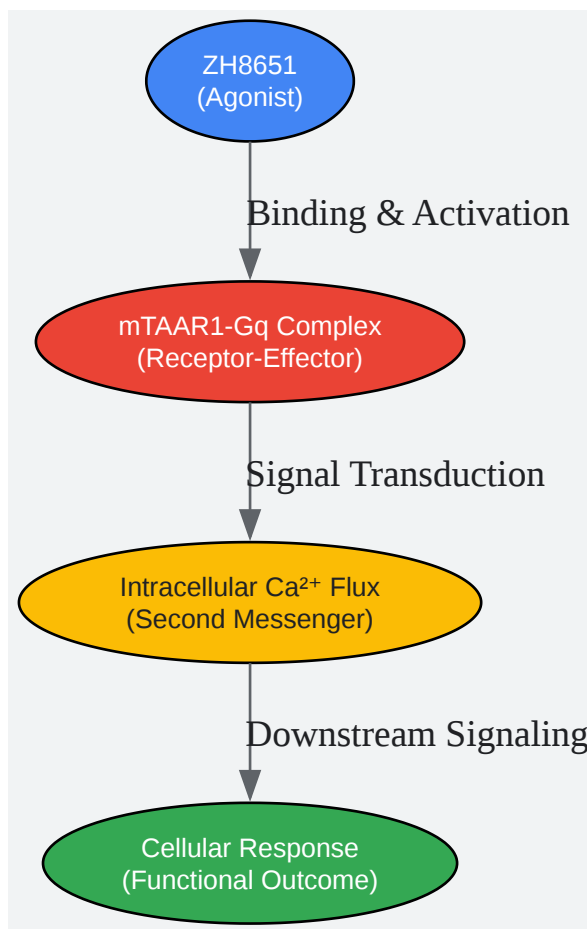 ZH8651
(Agonist)
Binding & Activation
mTAAR1-Gq Complex
(Receptor-Effector)
Signal Transduction
Intracellular Ca²⁺ Flux
(Second Messenger)
Downstream Signaling
Cellular Response
(Functional Outcome)